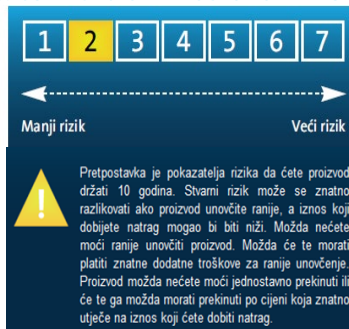 1 2 3 4 5 6 7
Manji rizik Veći rizik
Pretpostavka je pokazatelja rizika da ćete proizvod
držati 10 godina. Stvarni rizik može se znatno
razlikovati ako proizvod unovčite ranije, a iznos koji
dobijete natrag mogao bi biti niži. Možda nećete
moći ranije unovčiti proizvod. Možda će te morati
platiti znatne dodatne troškove za ranije unovčenje.
Proizvod možda nećete moći jednostavno prekinuti ili
će te ga možda morati prekinuti po cijeni koja znatno
utječe na iznos koji ćete dobiti natrag.